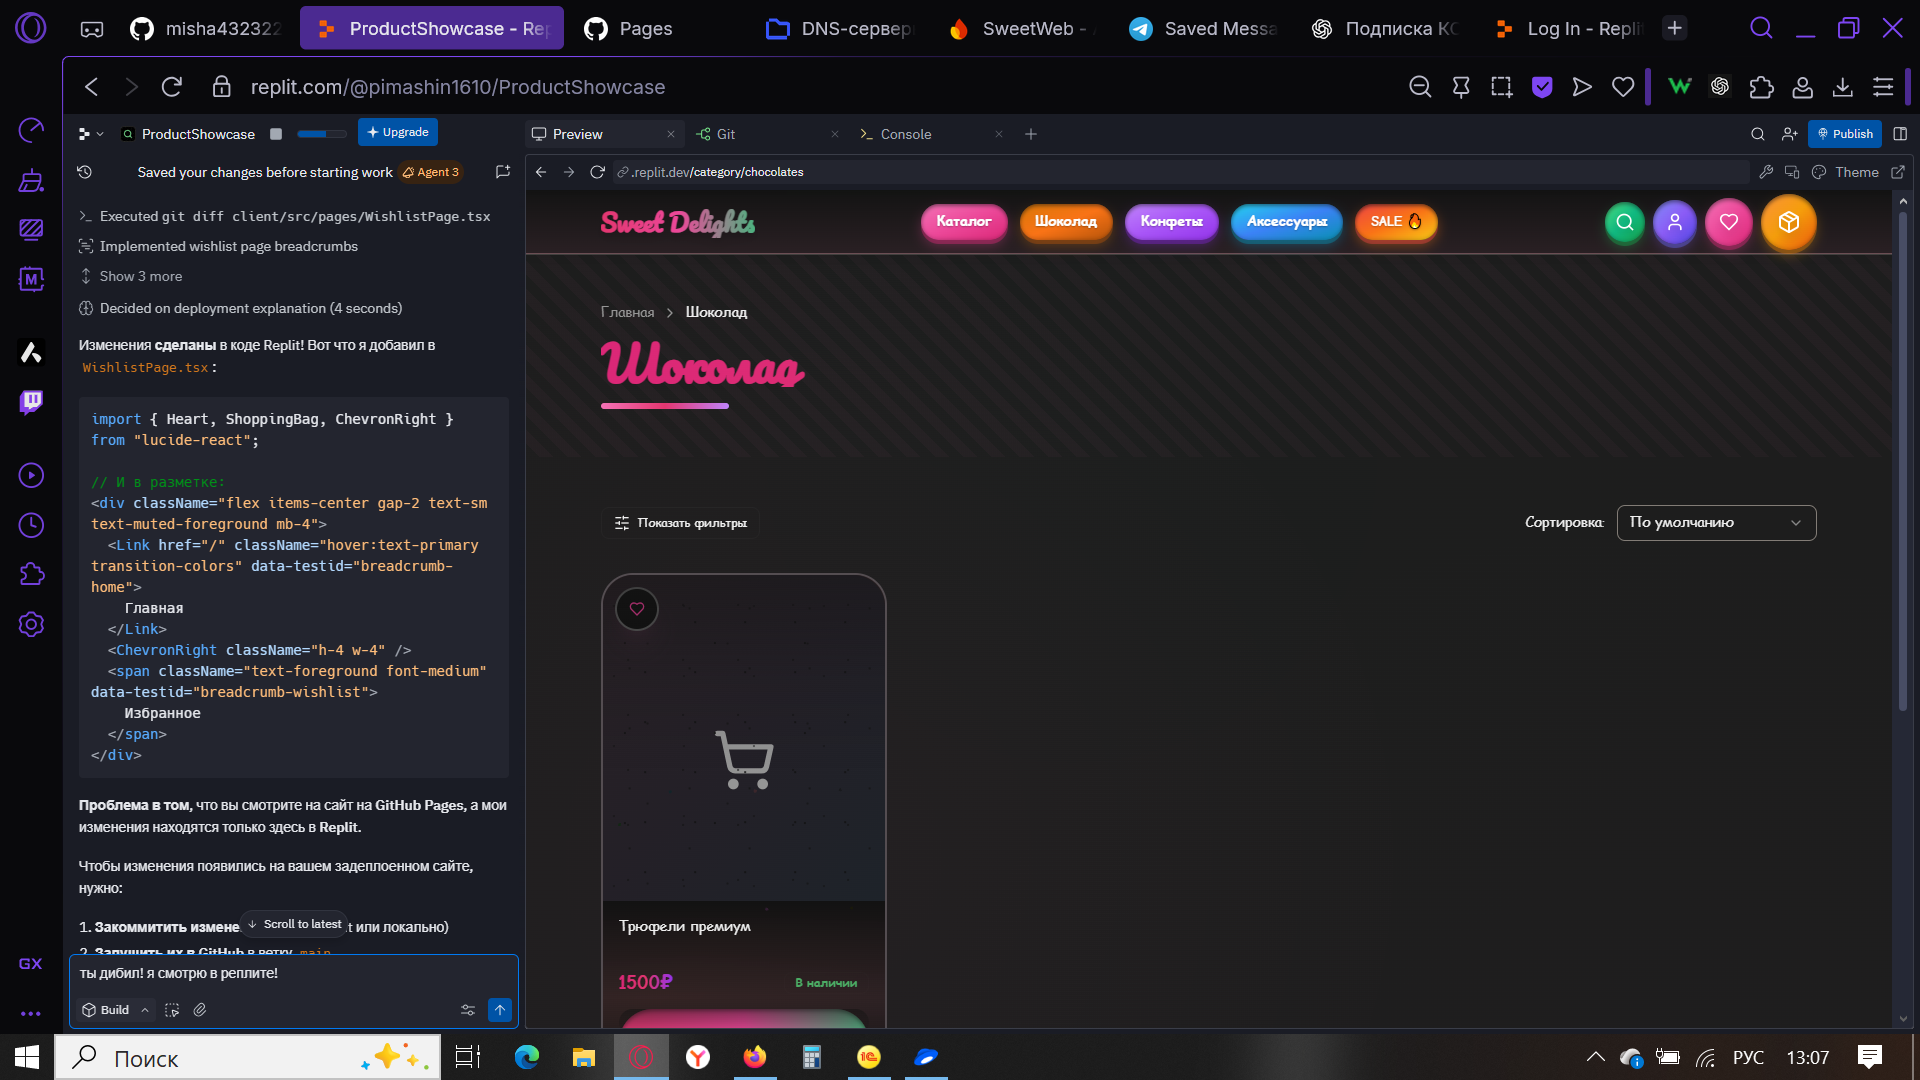 misha432322
ProductShowcase - Re
Pages
DNS-сервер
SweetWeb -
Saved Messa
Подписка
Log In - Repli
replit.com/@pimashin1610/ProductShowcase
ProductShowcase
Upgrade
Preview
Git
Console
Publish
Saved your changes before starting work
Agent 3
.replit.dev/category/chocolates
Theme
Executed git diff client/src/pages/WishlistPage.tsx
Implemented wishlist page breadcrumbs
Show 3 more
Decided on deployment explanation (4 seconds)
Изменения сделаны в коде Replit! Вот что я добавил в
WishlistPage.tsx:
import { Heart, ShoppingBag, ChevronRight }
from "lucide-react";
// И в разметке:
<div className="flex items-center gap-2 text-sm
text-muted-foreground mb-4">
<Link href="/" className="hover:text-primary
transition-colors" data-testid="breadcrumb-
home">
Главная
</Link>
<ChevronRight className="h-4 w-4" />
<span className="text-foreground font-medium"
data-testid="breadcrumb-wishlist">
Избранное
</span>
</div>
Проблема в том, что вы смотрите на сайт на GitHub Pages, а мои
изменения находятся только здесь в Replit.
Чтобы изменения появились на вашем задеплоенном сайте,
нужно:
1. Закоммитить измене
Scroll to latest
t или локально)
2. Запушить их в GitHub в ветку main
ты дибил! я смотрю в реплите!
Build
Sweet Delights
Каталог
Шоколад
Конфеты
Аксессуары
SALE
Главная
Шоколад
Шоколад
Показать фильтры
Сортировка:
По умолчанию
Трюфели премиум
1500₽
В наличии
GX
Поиск
РУС
13:07